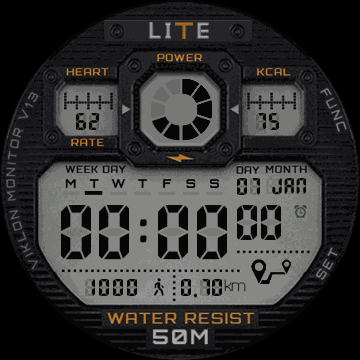 LITE
POWER
HEART
KCAL
62
75
RATE
VIKLON MONITOR V13
FUNC
WEEK DAY
DAY MONTH
M T W T F S S
07 JAN
00:00
00
1000
0.70km
SET
WATER RESIST
50M